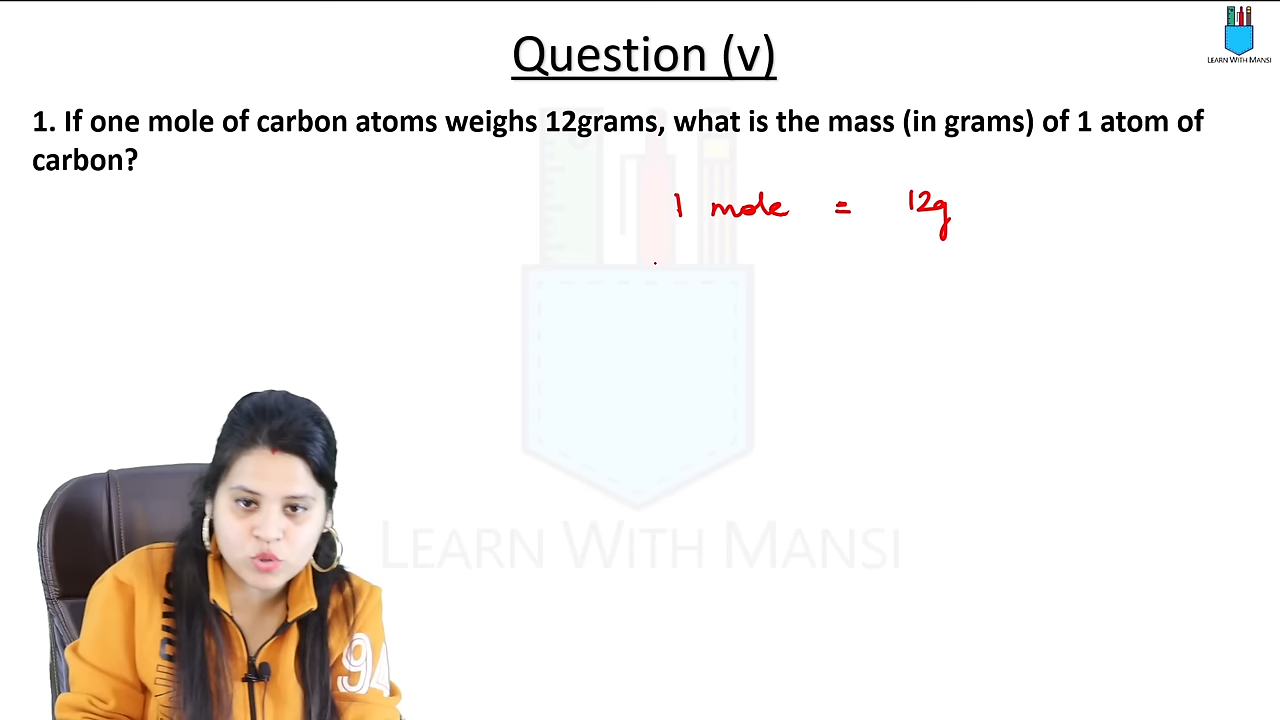 Question (v)
LEARN WITH MANSI
1. If one mole of carbon atoms weighs 12grams, what is the mass (in grams) of 1 atom of
carbon?
1 mole = 12g
LEARN WITH MANSI
94